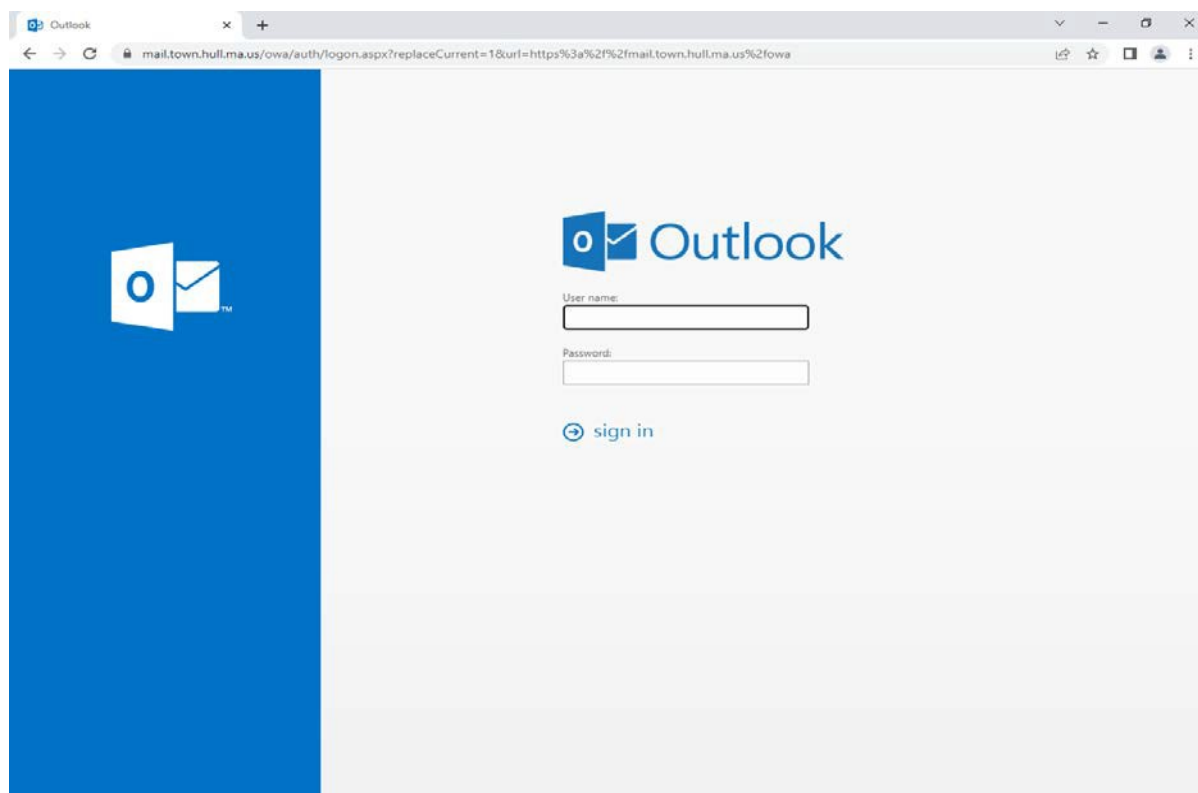 Outlook
mail.town.hull.ma.us/owa/auth/logon.aspx?replaceCurrent=1&url=https%3a%2f%2fmail.town.hull.ma.us%2fowa
O
TM
O Outlook
User name:
Password:
sign in